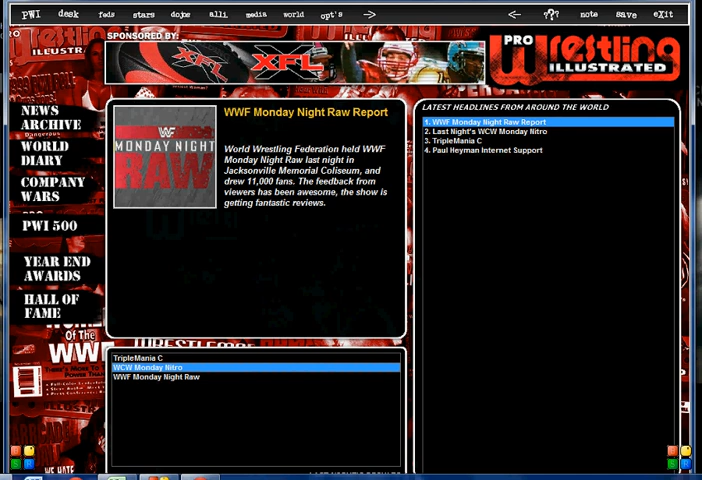 PWI desk feds stars dojos alli media world opt's note save eXit
SPONSORED BY:
XFL XFL
PRO
Wrestling
ILLUSTRATED
NEWS
ARCHIVE
WORLD
DIARY
COMPANY
WARS
PWI 500
YEAR END
AWARDS
HALL OF
FAME
WWF Monday Night Raw Report
MONDAY NIGHT
RAW
World Wrestling Federation held WWF
Monday Night Raw last night in
Jacksonville Memorial Coliseum, and
drew 11,000 fans. The feedback from
viewers has been awesome, the show is
getting fantastic reviews.
LATEST HEADLINES FROM AROUND THE WORLD
1. WWF Monday Night Raw Report
2. Last Night's WCW Monday Nitro
3. TripleMania C
4. Paul Heyman Internet Support
TripleMania C
WCW Monday Nitro
WWF Monday Night Raw